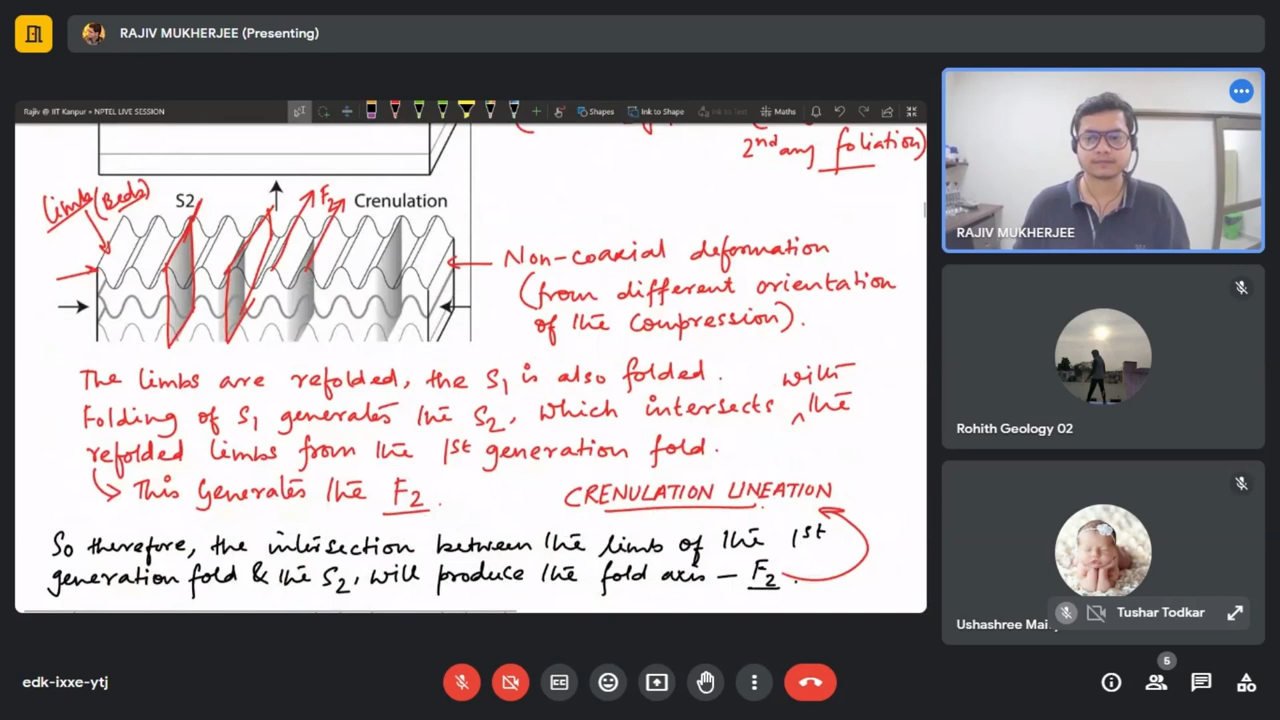 RAJIV MUKHERJEE (Presenting)
Rajiv @ IIT Kanpur × NPTEL LIVE SESSION
Shapes
Ink to Shape
Maths
2ndary foliation)
limbs (Beds)
S2
F2
Crenulation
Non-coaxial deformation
(from different orientation
of the compression).
The limbs are refolded, the S1 is also folded.
Folding of S1 generates the S2, which intersects with the
refolded limbs from the 1st generation fold.
This generates the F2.
CRENULATION LINEATION
So therefore, the intersection between the limb of the 1st
generation fold & the S2, will produce the fold axis – F2.
RAJIV MUKHERJEE
Rohith Geology 02
Ushashree
Tushar Todkar
edk-ixxe-ytj
5